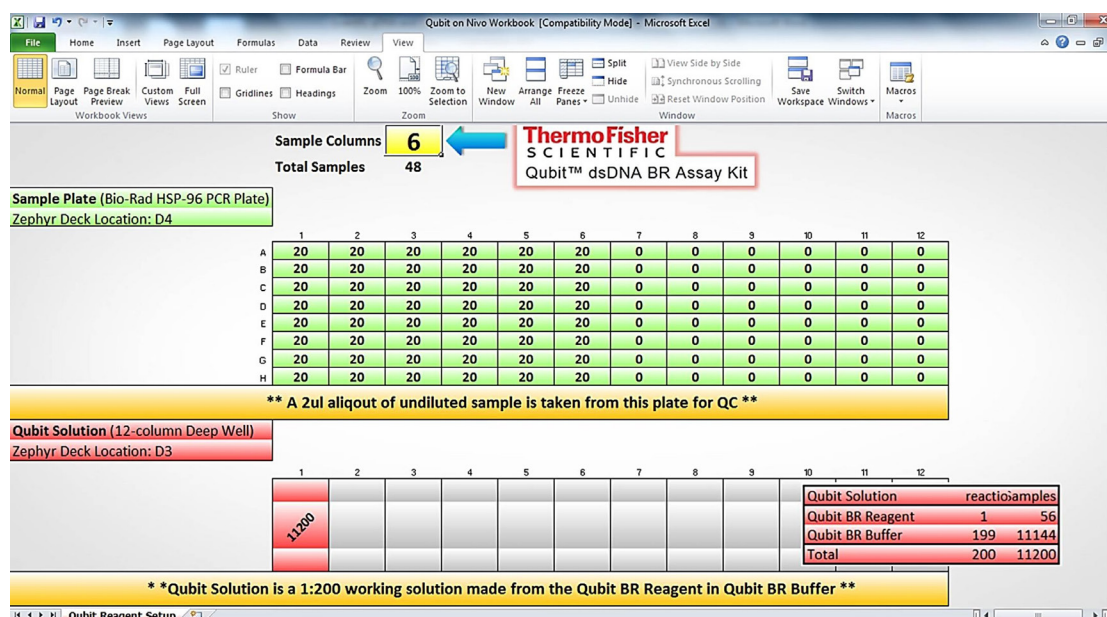 Qubit on Nivo Workbook [Compatibility Mode] - Microsoft Excel
File Home Insert Page Layout Formulas Data Review View
Normal Page Layout Page Break Preview Custom Views Full Screen
Ruler Formula Bar
Gridlines Headings
Zoom 100% Zoom to Selection
New Window Arrange All Freeze Panes
Split
Hide
Unhide
View Side by Side
Synchronous Scrolling
Reset Window Position
Save Workspace Switch Windows Macros
Workbook Views Show Zoom Window Macros
Sample Columns 6
Total Samples 48
ThermoFisher
SCIENTIFIC
Qubit™ dsDNA BR Assay Kit
Sample Plate (Bio-Rad HSP-96 PCR Plate)
Zephyr Deck Location: D4
1 2 3 4 5 6 7 8 9 10 11 12
A 20 20 20 20 20 20 0 0 0 0 0 0
B 20 20 20 20 20 20 0 0 0 0 0 0
C 20 20 20 20 20 20 0 0 0 0 0 0
D 20 20 20 20 20 20 0 0 0 0 0 0
E 20 20 20 20 20 20 0 0 0 0 0 0
F 20 20 20 20 20 20 0 0 0 0 0 0
G 20 20 20 20 20 20 0 0 0 0 0 0
H 20 20 20 20 20 20 0 0 0 0 0 0
** A 2ul aliqout of undiluted sample is taken from this plate for QC **
Qubit Solution (12-column Deep Well)
Zephyr Deck Location: D3
1 2 3 4 5 6 7 8 9 10 11 12
11200
Qubit Solution
Qubit BR Reagent 1 56
Qubit BR Buffer 199 11144
Total 200 11200
* *Qubit Solution is a 1:200 working solution made from the Qubit BR Reagent in Qubit BR Buffer **
Qubit Reagent Setup